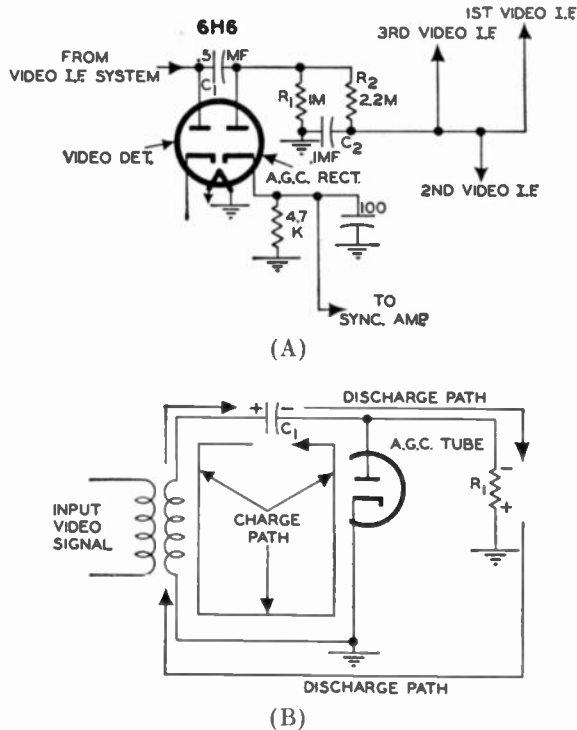 6H6
1ST VIDEO I.F.
3RD VIDEO I.F.
FROM
VIDEO I.F. SYSTEM
.5 MF
C1
R1 1M
R2
2.2M
.1MF C2
VIDEO DET.
A.G.C. RECT.
2ND VIDEO I.F.
4.7
K
100
TO
SYNC. AMP.
(A)
DISCHARGE PATH
+ −
C1
A.G.C. TUBE
−
R1
+
INPUT
VIDEO
SIGNAL
CHARGE
PATH
DISCHARGE PATH
(B)